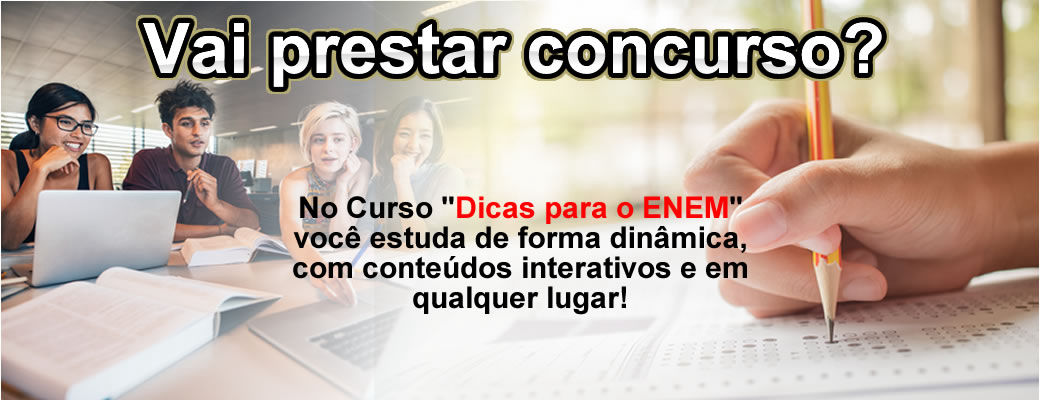 Vai prestar concurso?
No Curso "Dicas para o ENEM"
você estuda de forma dinâmica,
com conteúdos interativos e em
qualquer lugar!